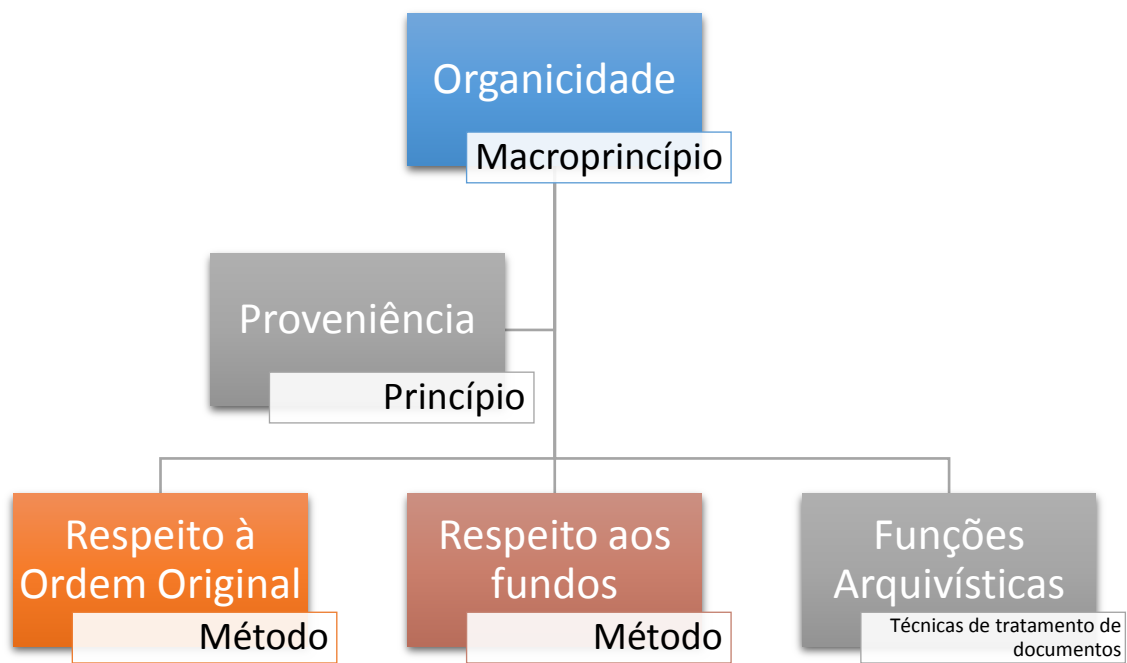 Organicidade
Macroprincípio
Proveniência
Princípio
Respeito à
Ordem Original
Método
Respeito aos
fundos
Método
Funções
Arquivísticas
Técnicas de tratamento de
documentos